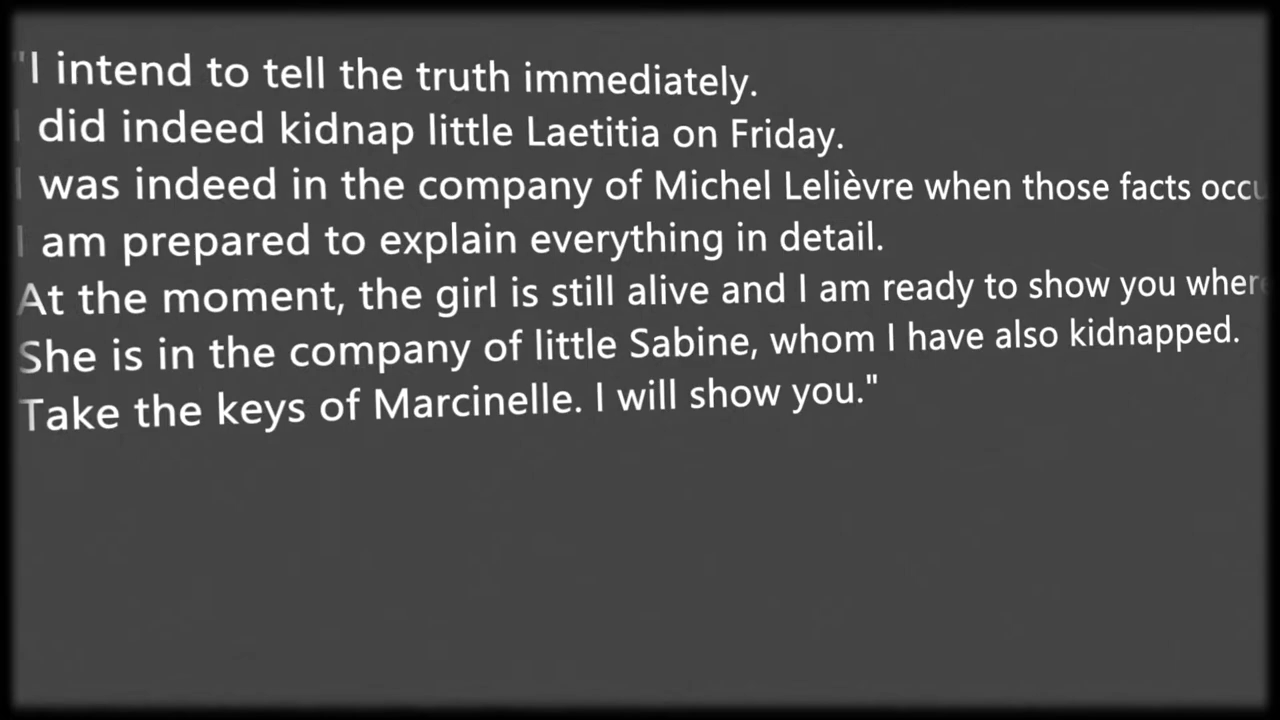 "I intend to tell the truth immediately.
I did indeed kidnap little Laetitia on Friday.
I was indeed in the company of Michel Lelièvre when those facts
I am prepared to explain everything in detail.
At the moment, the girl is still alive and I am ready to show you
She is in the company of little Sabine, whom I have also kidnapped.
Take the keys of Marcinelle. I will show you."